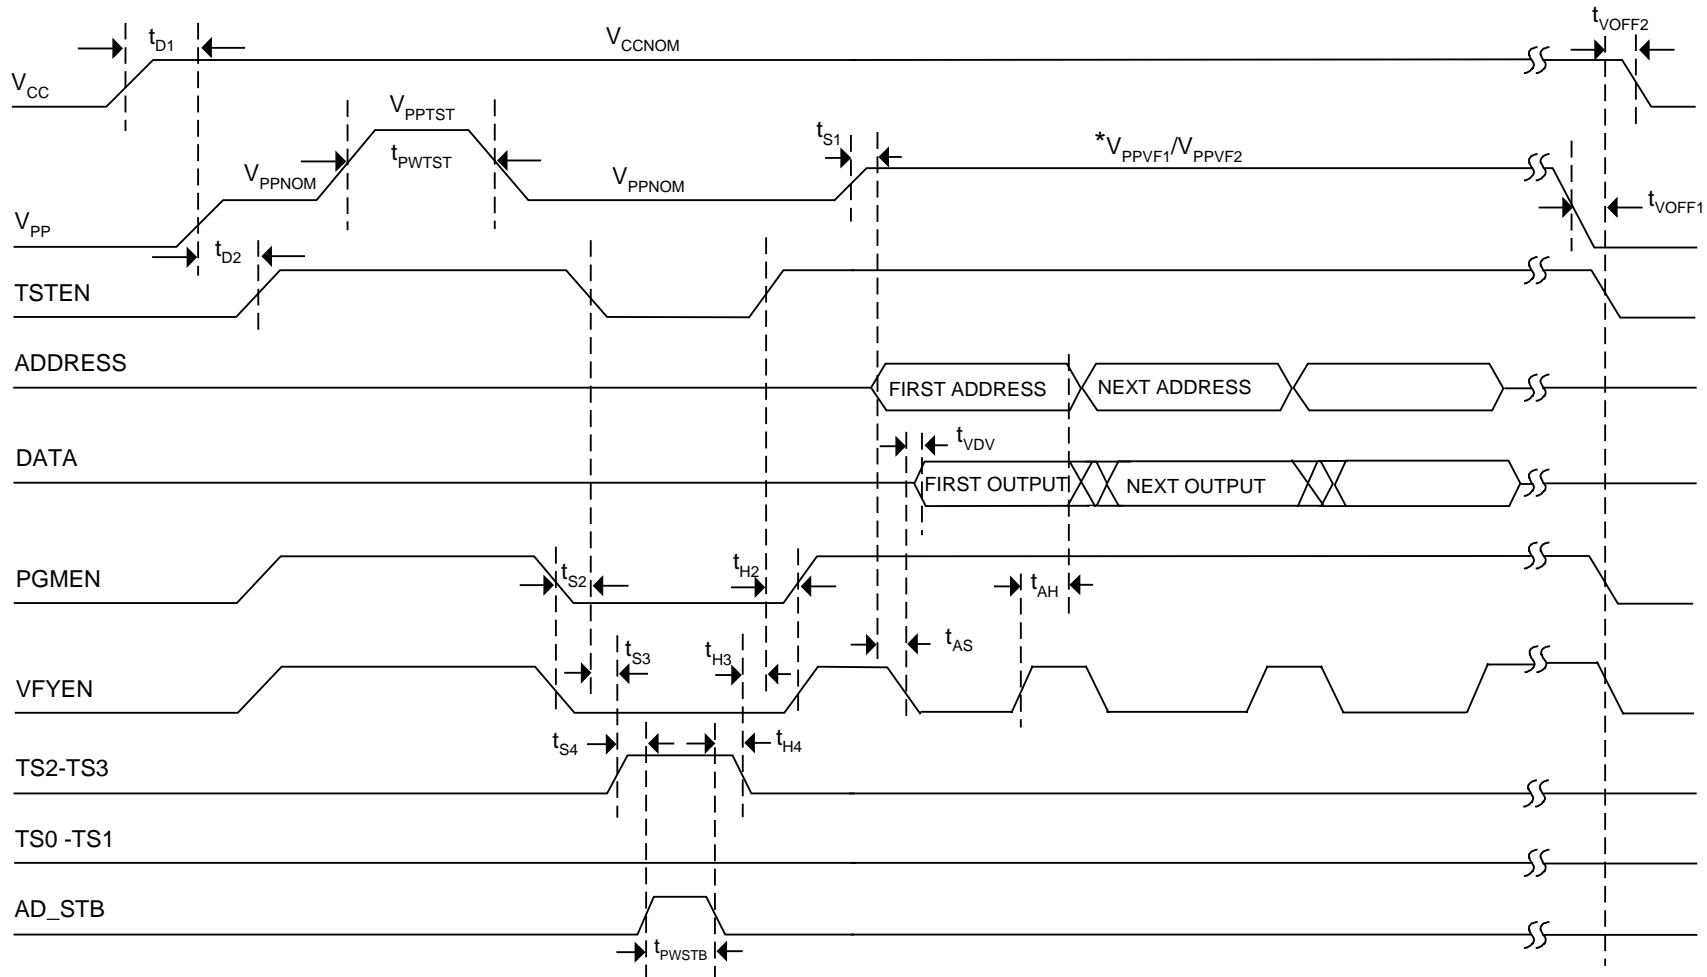 tD1
VCCNOM
tVOFF2
VCC
VPPTST
tS1
*VPPVF1/VPPVF2
tPWTST
VPPNOM
VPPNOM
tVOFF1
VPP
tD2
TSTEN
ADDRESS
FIRST ADDRESS
NEXT ADDRESS
tVDV
DATA
FIRST OUTPUT
NEXT OUTPUT
PGMEN
tS2
tH2
tAH
tAS
tS3
tH3
VFYEN
tS4
tH4
TS2-TS3
TS0 -TS1
AD_STB
tPWSTB